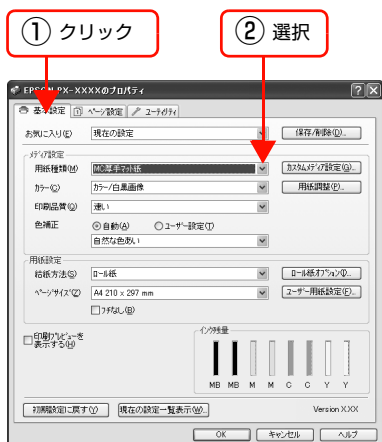 ① クリック
② 選択
EPSON PX-XXXXのプロパティ
基本設定 ページ設定 ユーティリティ
お気に入り(E) 現在の設定 保存/削除(D)...
メディア設定
用紙種類(M) MC厚手マット紙 カスタムメディア設定(G)...
カラー(C) カラー/白黒画像 用紙調整(P)...
印刷品質(Q) 速い
色補正 自動(A) ユーザー設定(T)
自然な色あい
用紙設定
給紙方法(S) ロール紙 ロール紙オプション(I)...
ページサイズ(Z) A4 210 x 297 mm ユーザー用紙設定(F)...
フチなし(B)
印刷プレビューを
表示する(H)
インク残量
MB MB M M C C Y Y
初期設定に戻す(Y) 現在の設定一覧表示(W)... Version X.XX
OK キャンセル ヘルプ